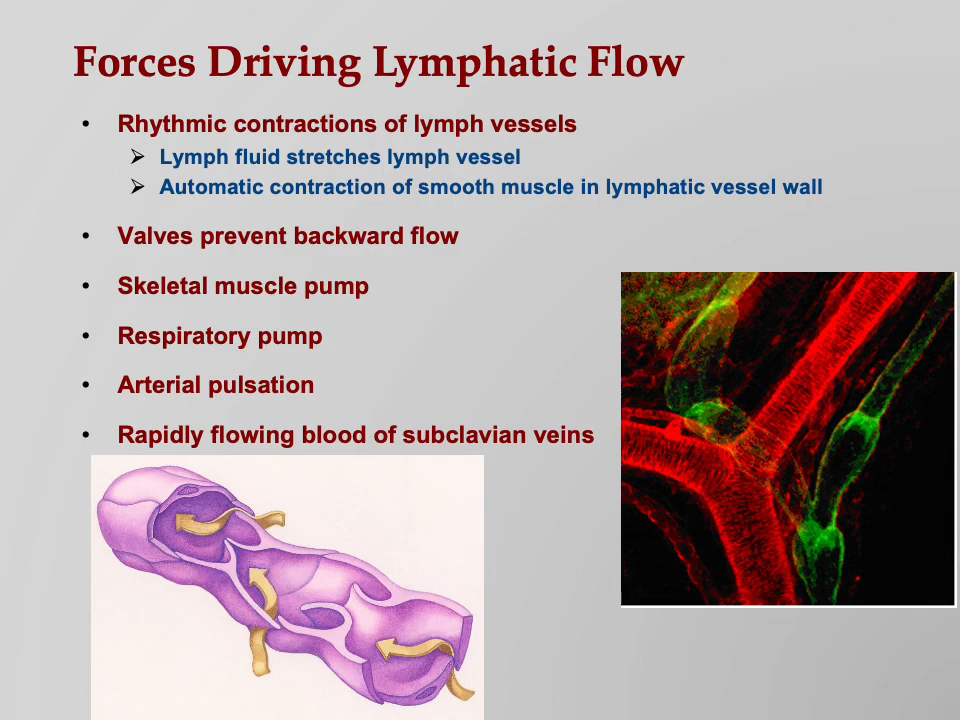 Forces Driving Lymphatic Flow
• Rhythmic contractions of lymph vessels
➢ Lymph fluid stretches lymph vessel
➢ Automatic contraction of smooth muscle in lymphatic vessel wall
• Valves prevent backward flow
• Skeletal muscle pump
• Respiratory pump
• Arterial pulsation
• Rapidly flowing blood of subclavian veins